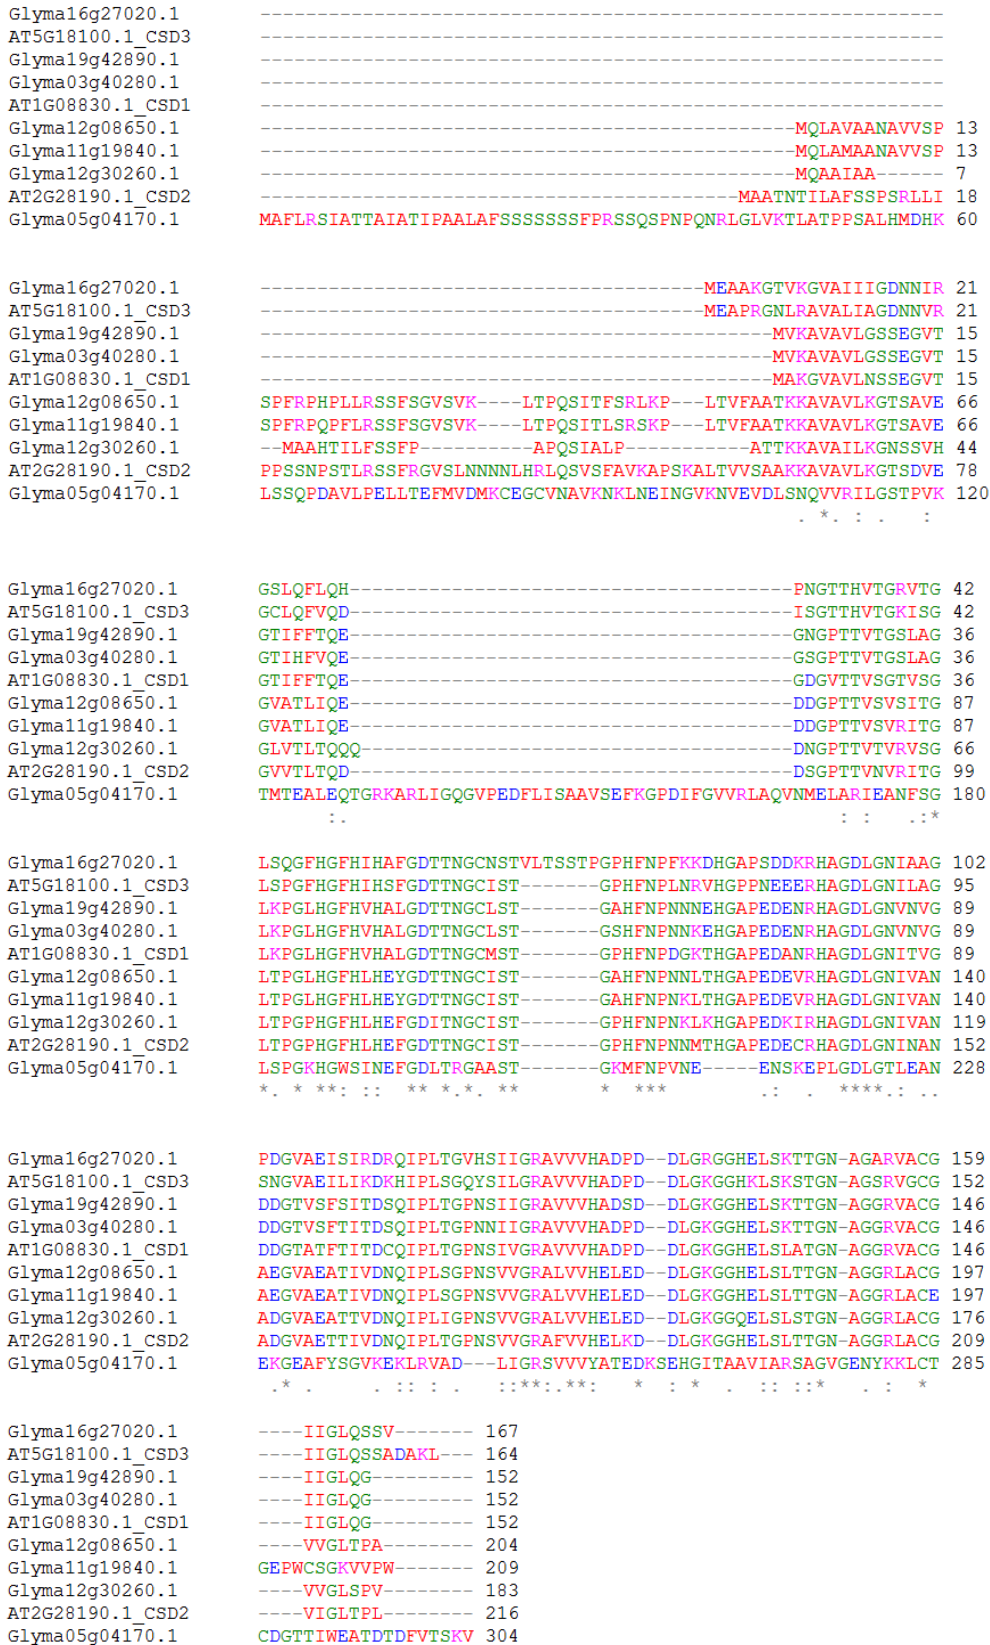 Glyma16g27020.1 ------------------------------------------------------------
AT5G18100.1_CSD3 ------------------------------------------------------------
Glyma19g42890.1 ------------------------------------------------------------
Glyma03g40280.1 ------------------------------------------------------------
AT1G08830.1_CSD1 ------------------------------------------------------------
Glyma12g08650.1 -----------------------------------------------MQLAVAANAVVSP 13
Glyma11g19840.1 -----------------------------------------------MQLAMAANAVVSP 13
Glyma12g30260.1 -----------------------------------------------MQAAIAA------ 7
AT2G28190.1_CSD2 ------------------------------------------MAATNTILAFSSPSRLLI 18
Glyma05g04170.1 MAFLRSIATTAIATIPAALAFSSSSSSSFPRSSQSPNPQNRLGLVKTLATPPSALHMDHK 60
Glyma16g27020.1 ---------------------------------------MEAAKGTVKGVAIIIGDNNIR 21
AT5G18100.1_CSD3 ---------------------------------------MEAPRGNLRAVALIAGDNNVR 21
Glyma19g42890.1 ---------------------------------------------MVKAVAVLGSSEGVT 15
Glyma03g40280.1 ---------------------------------------------MVKAVAVLGSSEGVT 15
AT1G08830.1_CSD1 ---------------------------------------------MAKGVAVLNSSEGVT 15
Glyma12g08650.1 SPFRPHPLLRSSFSGVSVK----LTPQSITFSRLKP---LTVFAATKKAVAVLKGTSAVE 66
Glyma11g19840.1 SPFRPQPFLRSSFSGVSVK----LTPQSITLSRSKP---LTVFAATKKAVAVLKGTSAVE 66
Glyma12g30260.1 --MAAHTILFSSFP----------APQSIALP-----------ATTKKAVAILKGNSSVH 44
AT2G28190.1_CSD2 PPSSNPSTLRSSFRGVSLNNNNLHRLQSVSFAVKAPSKALTVVSAAKKAVAVLKGTSDVE 78
Glyma05g04170.1 LSSQPDAVLPELLTEFMVDMKCEGCVNAVKNKLNEINGVKNVEVDLSNQVVRILGSTPVK 120
. *. : .   :
Glyma16g27020.1 GSLQFLQH---------------------------------------PNGTTHVTGRVTG 42
AT5G18100.1_CSD3 GCLQFVQD---------------------------------------ISGTTHVTGKISG 42
Glyma19g42890.1 GTIFFTQE---------------------------------------GNGPTTVTGSLAG 36
Glyma03g40280.1 GTIHFVQE---------------------------------------GSGPTTVTGSLAG 36
AT1G08830.1_CSD1 GTIFFTQE---------------------------------------GDGVTTVSGTVSG 36
Glyma12g08650.1 GVATLIQE---------------------------------------DDGPTTVSVSITG 87
Glyma11g19840.1 GVATLIQE---------------------------------------DDGPTTVSVRITG 87
Glyma12g30260.1 GLVTLTQQQ--------------------------------------DNGPTTVTVRVSG 66
AT2G28190.1_CSD2 GVVTLTQD---------------------------------------DSGPTTVNVRITG 99
Glyma05g04170.1 TMTEALEQTGRKARLIGQGVPEDFLISAAVSEFKGPDIFGVVRLAQVNMELARIEANFSG 180
:.                                           : :   .:*
Glyma16g27020.1 LSQGFHGFHIHAFGDTTNGCNSTVLTSSTPGPHFNPFKKDHGAPSDDKRHAGDLGNIAAG 102
AT5G18100.1_CSD3 LSPGFHGFHIHSFGDTTNGCIST-------GPHFNPLNRVHGPPNEEERHAGDLGNILAG 95
Glyma19g42890.1 LKPGLHGFHVHALGDTTNGCLST-------GAHFNPNNNEHGAPEDENRHAGDLGNVNVG 89
Glyma03g40280.1 LKPGLHGFHVHALGDTTNGCLST-------GSHFNPNNKEHGAPEDENRHAGDLGNVNVG 89
AT1G08830.1_CSD1 LKPGLHGFHVHALGDTTNGCMST-------GPHFNPDGKTHGAPEDANRHAGDLGNITVG 89
Glyma12g08650.1 LTPGLHGFHLHEYGDTTNGCIST-------GAHFNPNNLTHGAPEDEVRHAGDLGNIVAN 140
Glyma11g19840.1 LTPGLHGFHLHEYGDTTNGCIST-------GAHFNPNKLTHGAPEDEVRHAGDLGNIVAN 140
Glyma12g30260.1 LTPGPHGFHLHEFGDITNGCIST-------GPHFNPNKLKHGAPEDKIRHAGDLGNIVAN 119
AT2G28190.1_CSD2 LTPGPHGFHLHEFGDTTNGCIST-------GPHFNPNNMTHGAPEDECRHAGDLGNINAN 152
Glyma05g04170.1 LSPGKHGWSINEFGDLTRGAAST-------GKMFNPVNE-----ENSKEPLGDLGTLEAN 228
*. * **: ::  ** *.*. **       *  ***        .:  .  ****.: ..
Glyma16g27020.1 PDGVAEISIRDRQIPLTGVHSIIGRAVVVHADPD--DLGRGGHELSKTTGN-AGARVACG 159
AT5G18100.1_CSD3 SNGVAEILIKDKHIPLSGQYSILGRAVVVHADPD--DLGKGGHKLSKSTGN-AGSRVGCG 152
Glyma19g42890.1 DDGTVSFSITDSQIPLTGPNSIIGRAVVVHADSD--DLGKGGHELSKTTGN-AGGRVACG 146
Glyma03g40280.1 DDGTVSFTITDSQIPLTGPNNIIGRAVVVHADPD--DLGKGGHELSKTTGN-AGGRVACG 146
AT1G08830.1_CSD1 DDGTATFTITDCQIPLTGPNSIVGRAVVVHADPD--DLGKGGHELSLATGN-AGGRVACG 146
Glyma12g08650.1 AEGVAEATIVDNQIPLSGPNSVVGRALVVHELED--DLGKGGHELSLTTGN-AGGRLACG 197
Glyma11g19840.1 AEGVAEATIVDNQIPLSGPNSVVGRALVVHELED--DLGKGGHELSLTTGN-AGGRLACE 197
Glyma12g30260.1 ADGVAEATTVDNQIPLIGPNSVVGRALVVHELED--DLGKGGQELSLSTGN-AGGRLACG 176
AT2G28190.1_CSD2 ADGVAETTIVDNQIPLTGPNSVVGRAFVVHELKD--DLGKGGHELSLTTGN-AGGRLACG 209
Glyma05g04170.1 EKGEAFYSGVKEKLRVAD---LIGRSVVVYATEDKSEHGITAAVIARSAGVGENYKKLCT 285
.* .     . :: : .   ::**:.**:   *  : *  .  :: ::*   . :  *
Glyma16g27020.1 ----IIGLQSSV------- 167
AT5G18100.1_CSD3 ----IIGLQSSADAKL--- 164
Glyma19g42890.1 ----IIGLQG--------- 152
Glyma03g40280.1 ----IIGLQG--------- 152
AT1G08830.1_CSD1 ----IIGLQG--------- 152
Glyma12g08650.1 ----VVGLTPA-------- 204
Glyma11g19840.1 GEPWCSGKVVPW------- 209
Glyma12g30260.1 ----VVGLSPV-------- 183
AT2G28190.1_CSD2 ----VIGLTPL-------- 216
Glyma05g04170.1 CDGTTIWEATDTDFVTSKV 304